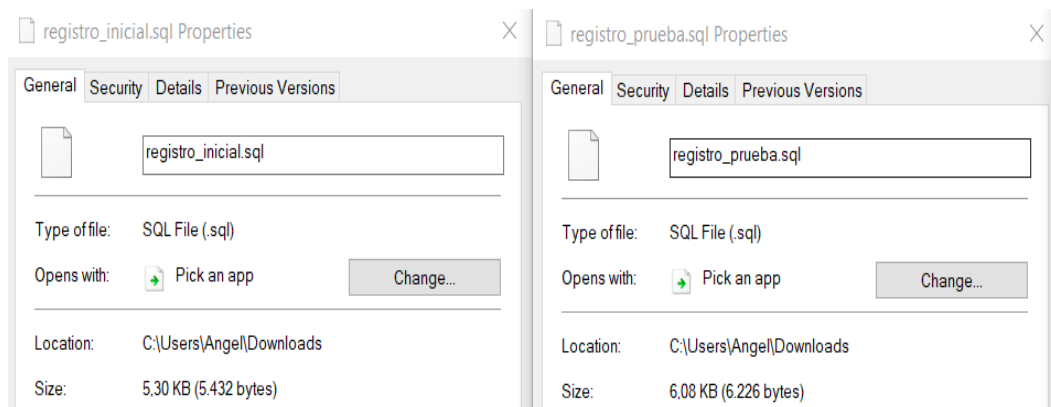 registro_inicial.sql Properties
General Security Details Previous Versions
registro_inicial.sql
Type of file: SQL File (.sql)
Opens with: Pick an app Change...
Location: C:\Users\Angel\Downloads
Size: 5,30 KB (5.432 bytes)
registro_prueba.sql Properties
General Security Details Previous Versions
registro_prueba.sql
Type of file: SQL File (.sql)
Opens with: Pick an app Change...
Location: C:\Users\Angel\Downloads
Size: 6,08 KB (6.226 bytes)